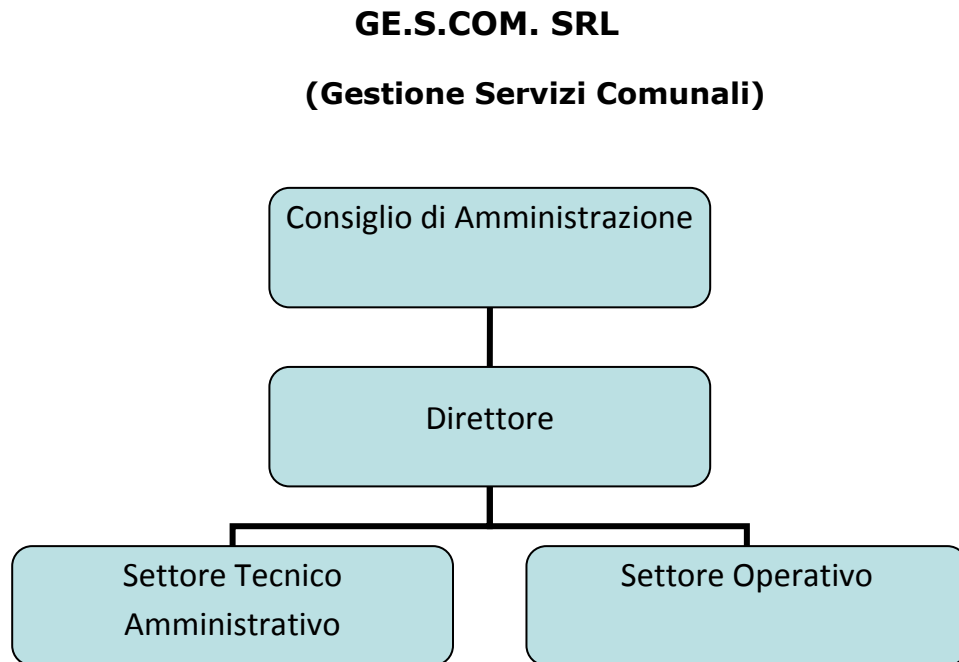 GE.S.COM. SRL
(Gestione Servizi Comunali)
Consiglio di Amministrazione
Direttore
Settore Tecnico
Amministrativo
Settore Operativo